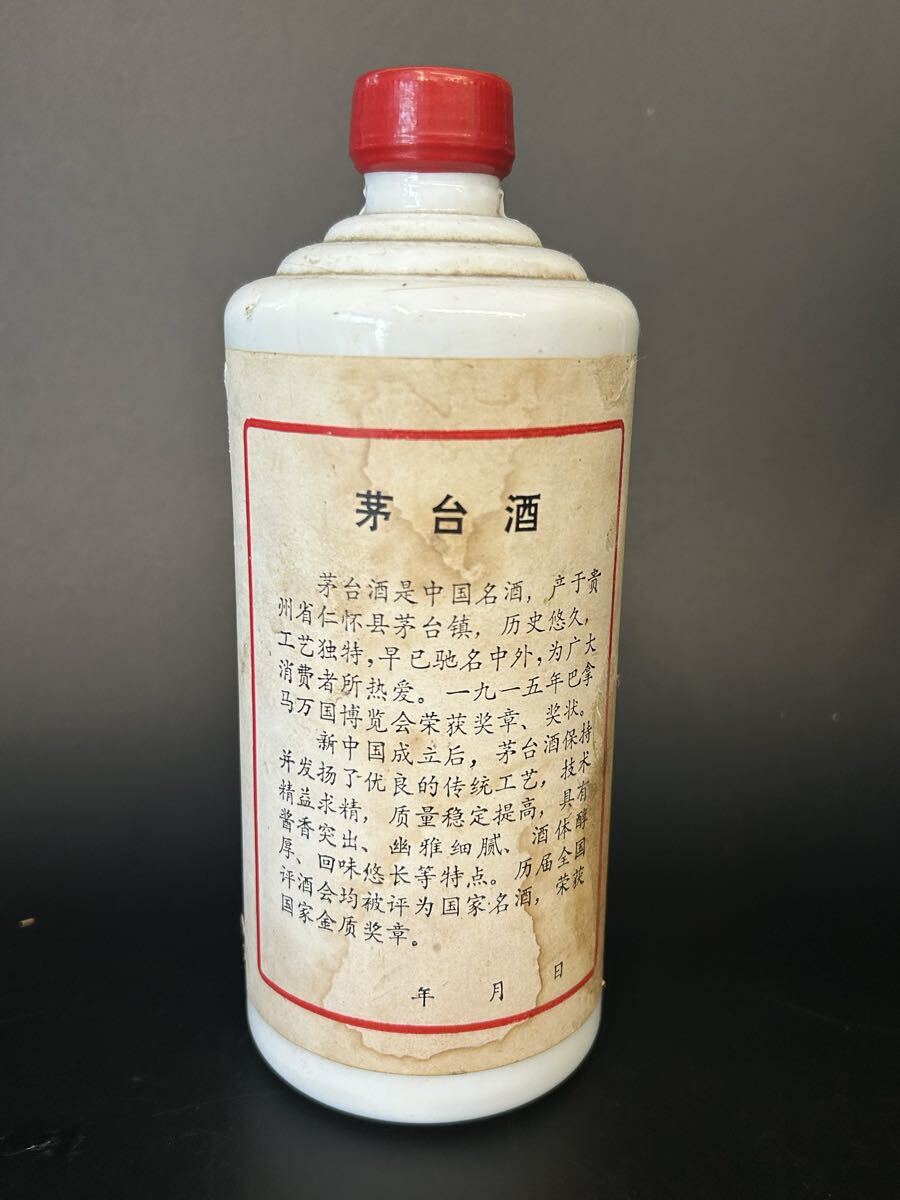 茅台酒
茅台酒是中国名酒，产于贵
州省仁怀县茅台镇，历史悠久，
工艺独特，早已驰名中外，为广大
消费者所热爱。一九一五年巴拿
马万国博览会荣获奖章、奖状。
新中国成立后，茅台酒保持
并发扬了优良的传统工艺，技术
精益求精，质量稳定提高，具有
酱香突出、幽雅细腻、酒体醇
厚、回味悠长等特点。历届全国
评酒会均被评为国家名酒，荣获
国家金质奖章。
年 月 日